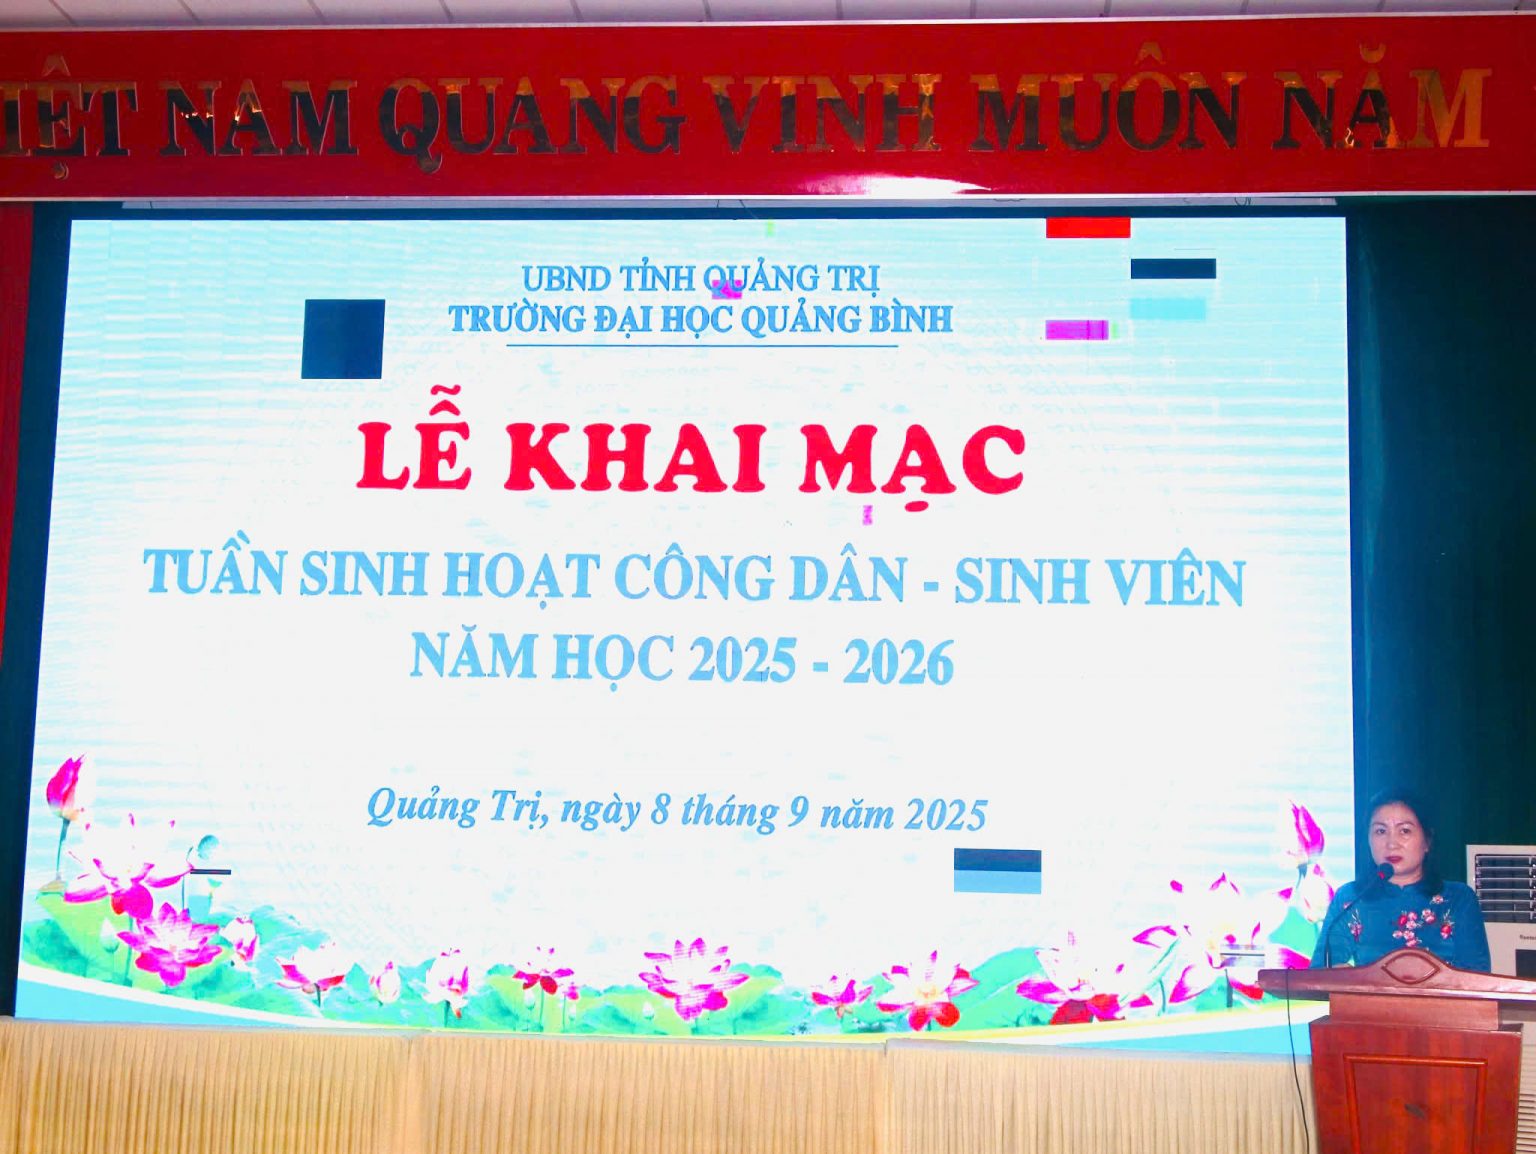 IỆT NAM QUANG VINH MUÔN NĂM
UBND TỈNH QUẢNG TRỊ
TRƯỜNG ĐẠI HỌC QUẢNG BÌNH
LỄ KHAI MẠC
TUẦN SINH HOẠT CÔNG DÂN - SINH VIÊN
NĂM HỌC 2025 - 2026
Quảng Trị, ngày 8 tháng 9 năm 2025